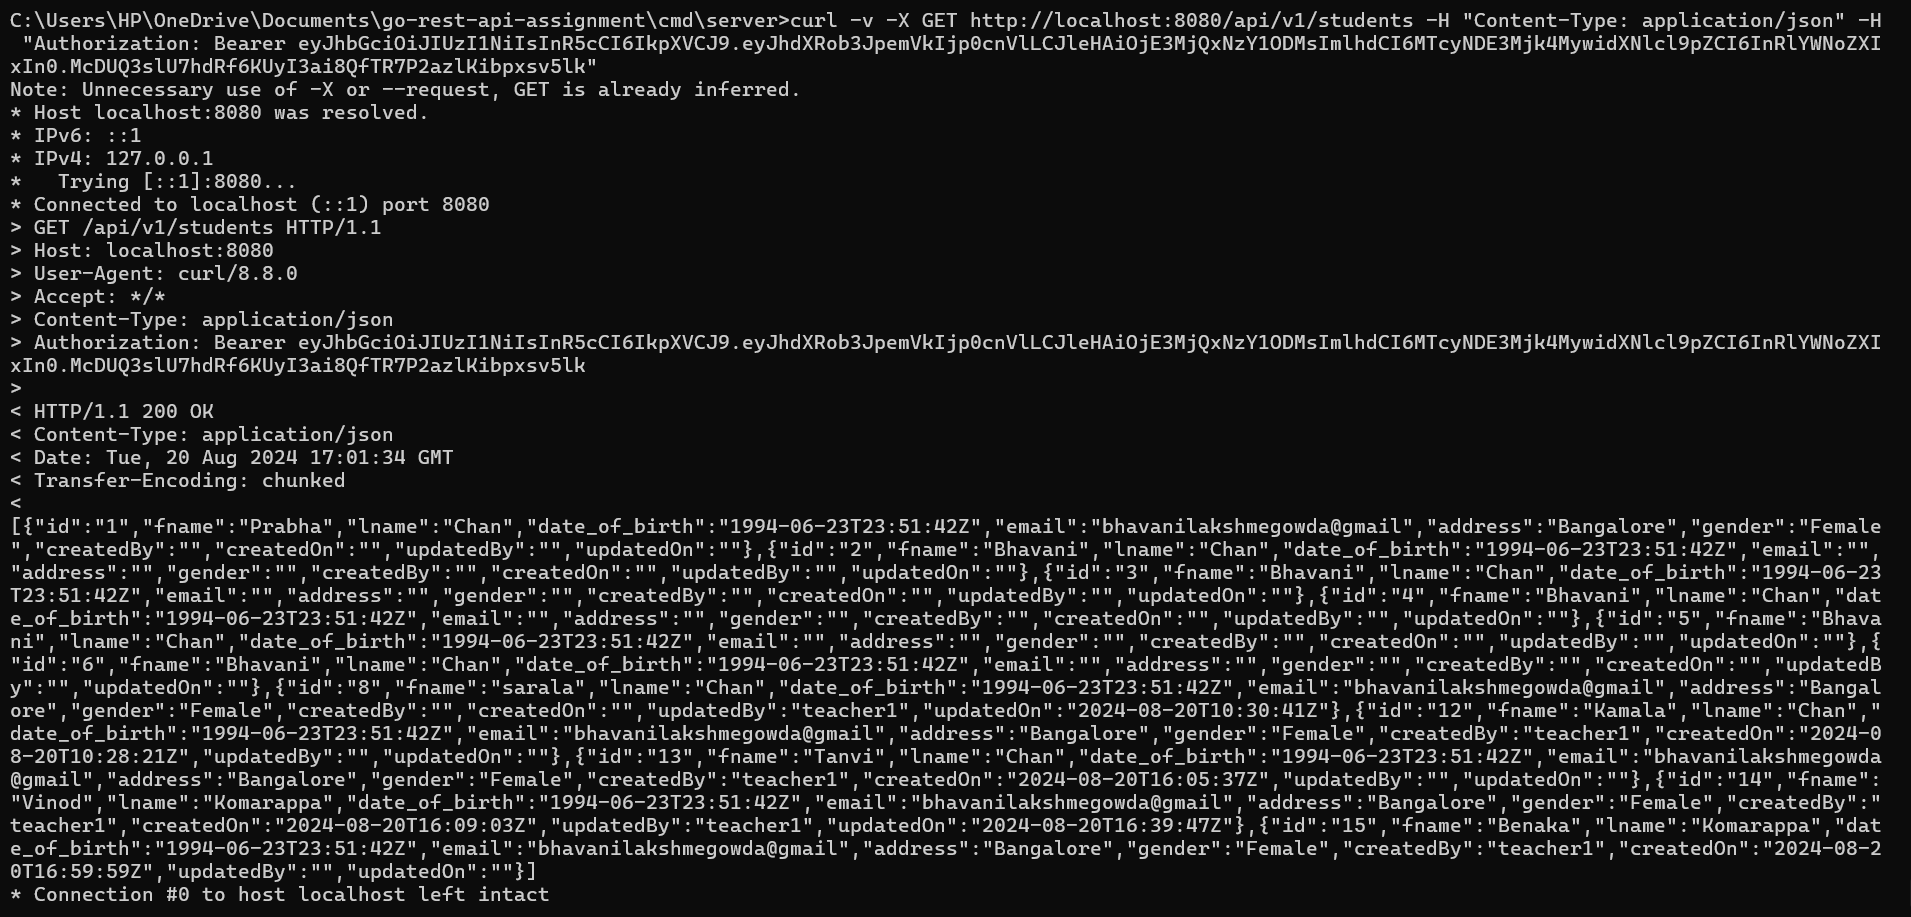 C:\Users\HP\OneDrive\Documents\go-rest-api-assignment\cmd\server>curl -v -X GET http://localhost:8080/api/v1/students -H "Content-Type: application/json" -H
 "Authorization: Bearer eyJhbGciOiJIUzI1NiIsInR5cCI6IkpXVCJ9.eyJhdXRob3JpemVkIjp0cnVlLCJleHAiOjE3MjQxNzY1ODMsImlhdCI6MTcyNDE3Mjk4MywidXNlcl9pZCI6InRlYWNoZXI
xIn0.McDUQ3slU7hdRf6KUyI3ai8QfTR7P2azlKibpxsv5lk"
Note: Unnecessary use of -X or --request, GET is already inferred.
* Host localhost:8080 was resolved.
* IPv6: ::1
* IPv4: 127.0.0.1
*   Trying [::1]:8080...
* Connected to localhost (::1) port 8080
> GET /api/v1/students HTTP/1.1
> Host: localhost:8080
> User-Agent: curl/8.8.0
> Accept: */*
> Content-Type: application/json
> Authorization: Bearer eyJhbGciOiJIUzI1NiIsInR5cCI6IkpXVCJ9.eyJhdXRob3JpemVkIjp0cnVlLCJleHAiOjE3MjQxNzY1ODMsImlhdCI6MTcyNDE3Mjk4MywidXNlcl9pZCI6InRlYWNoZXI
xIn0.McDUQ3slU7hdRf6KUyI3ai8QfTR7P2azlKibpxsv5lk
>
< HTTP/1.1 200 OK
< Content-Type: application/json
< Date: Tue, 20 Aug 2024 17:01:34 GMT
< Transfer-Encoding: chunked
<
[{"id":"1","fname":"Prabha","lname":"Chan","date_of_birth":"1994-06-23T23:51:42Z","email":"bhavanilakshmegowda@gmail","address":"Bangalore","gender":"Female
","createdBy":"","createdOn":"","updatedBy":"","updatedOn":""},{"id":"2","fname":"Bhavani","lname":"Chan","date_of_birth":"1994-06-23T23:51:42Z","email":"",
"address":"","gender":"","createdBy":"","createdOn":"","updatedBy":"","updatedOn":""},{"id":"3","fname":"Bhavani","lname":"Chan","date_of_birth":"1994-06-23
T23:51:42Z","email":"","address":"","gender":"","createdBy":"","createdOn":"","updatedBy":"","updatedOn":""},{"id":"4","fname":"Bhavani","lname":"Chan","dat
e_of_birth":"1994-06-23T23:51:42Z","email":"","address":"","gender":"","createdBy":"","createdOn":"","updatedBy":"","updatedOn":""},{"id":"5","fname":"Bhava
ni","lname":"Chan","date_of_birth":"1994-06-23T23:51:42Z","email":"","address":"","gender":"","createdBy":"","createdOn":"","updatedBy":"","updatedOn":""},{
"id":"6","fname":"Bhavani","lname":"Chan","date_of_birth":"1994-06-23T23:51:42Z","email":"","address":"","gender":"","createdBy":"","createdOn":"","updatedB
y":"","updatedOn":""},{"id":"8","fname":"sarala","lname":"Chan","date_of_birth":"1994-06-23T23:51:42Z","email":"bhavanilakshmegowda@gmail","address":"Bangal
ore","gender":"Female","createdBy":"","createdOn":"","updatedBy":"teacher1","updatedOn":"2024-08-20T10:30:41Z"},{"id":"12","fname":"Kamala","lname":"Chan","
date_of_birth":"1994-06-23T23:51:42Z","email":"bhavanilakshmegowda@gmail","address":"Bangalore","gender":"Female","createdBy":"teacher1","createdOn":"2024-0
8-20T10:28:21Z","updatedBy":"","updatedOn":""},{"id":"13","fname":"Tanvi","lname":"Chan","date_of_birth":"1994-06-23T23:51:42Z","email":"bhavanilakshmegowda
@gmail","address":"Bangalore","gender":"Female","createdBy":"teacher1","createdOn":"2024-08-20T16:05:37Z","updatedBy":"","updatedOn":""},{"id":"14","fname":
"Vinod","lname":"Komarappa","date_of_birth":"1994-06-23T23:51:42Z","email":"bhavanilakshmegowda@gmail","address":"Bangalore","gender":"Female","createdBy":"
teacher1","createdOn":"2024-08-20T16:09:03Z","updatedBy":"teacher1","updatedOn":"2024-08-20T16:39:47Z"},{"id":"15","fname":"Benaka","lname":"Komarappa","dat
e_of_birth":"1994-06-23T23:51:42Z","email":"bhavanilakshmegowda@gmail","address":"Bangalore","gender":"Female","createdBy":"teacher1","createdOn":"2024-08-2
0T16:59:59Z","updatedBy":"","updatedOn":""}]
* Connection #0 to host localhost left intact